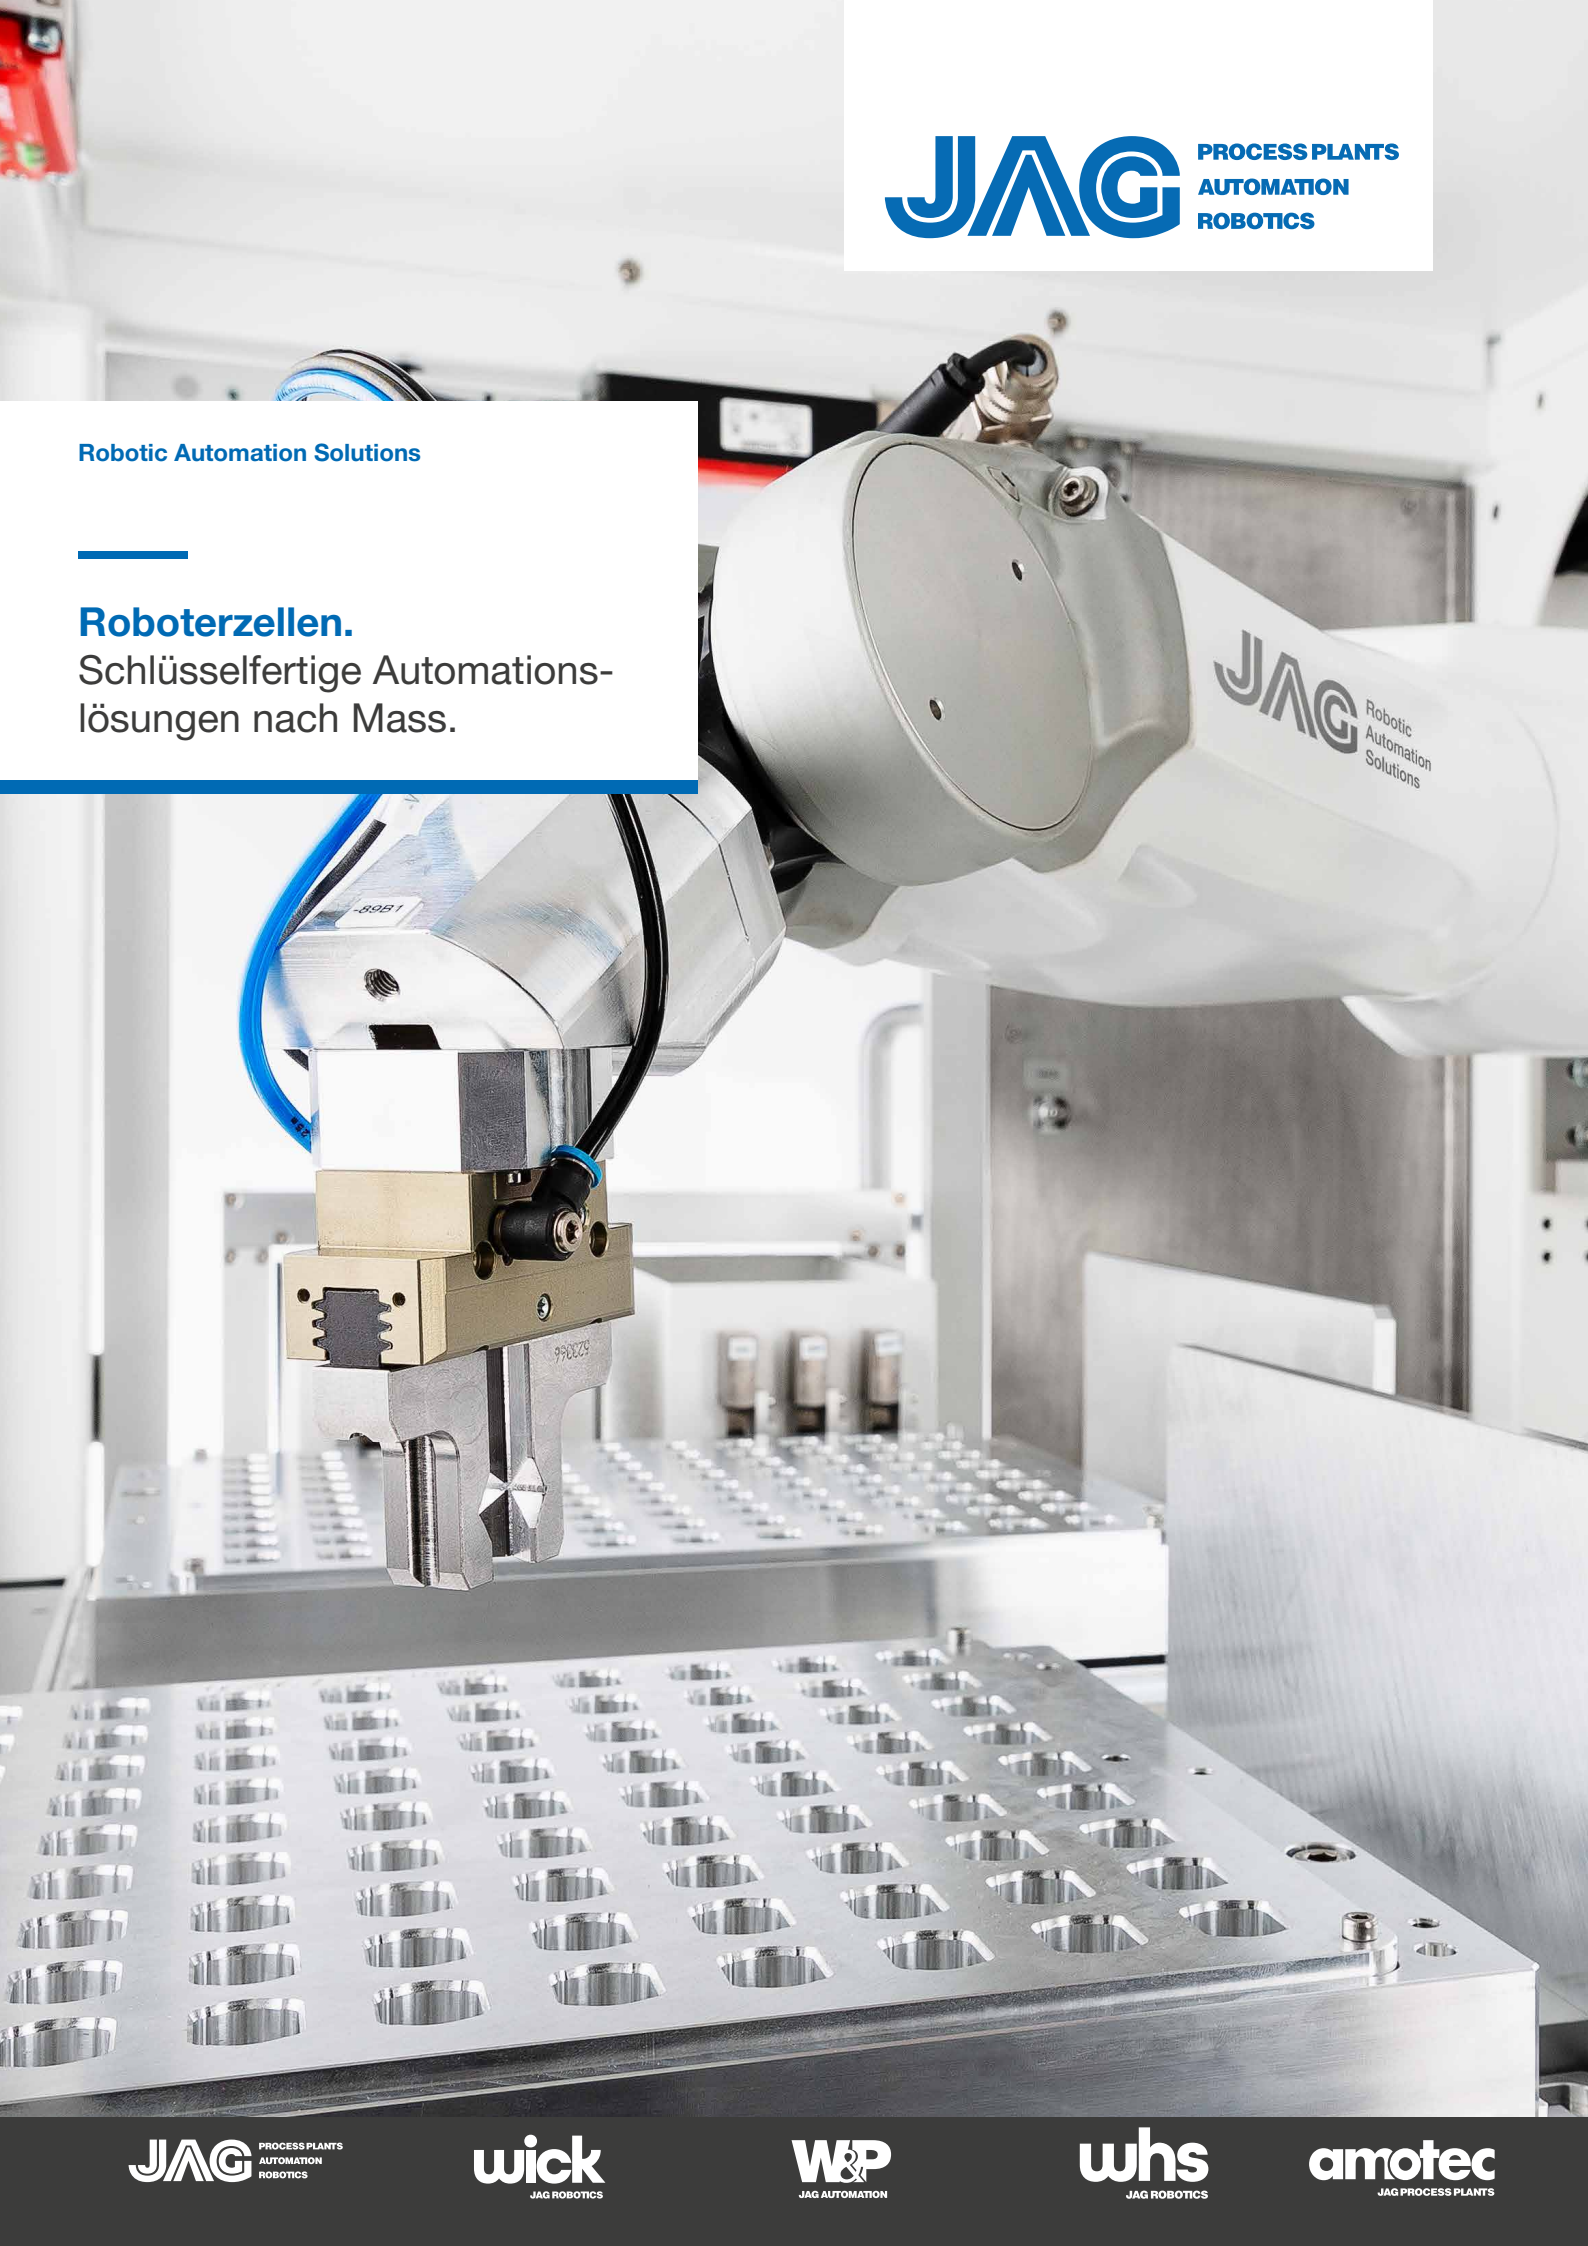 JAG
PROCESS PLANTS
AUTOMATION
ROBOTICS
Robotic Automation Solutions
Roboterzellen.
Schlüsselfertige Automations-
lösungen nach Mass.
JAG
Robotic
Automation
Solutions
-89B1
523366
JAG
PROCESS PLANTS
AUTOMATION
ROBOTICS
wick
JAG ROBOTICS
W&P
JAG AUTOMATION
whs
JAG ROBOTICS
amotec
JAG PROCESS PLANTS